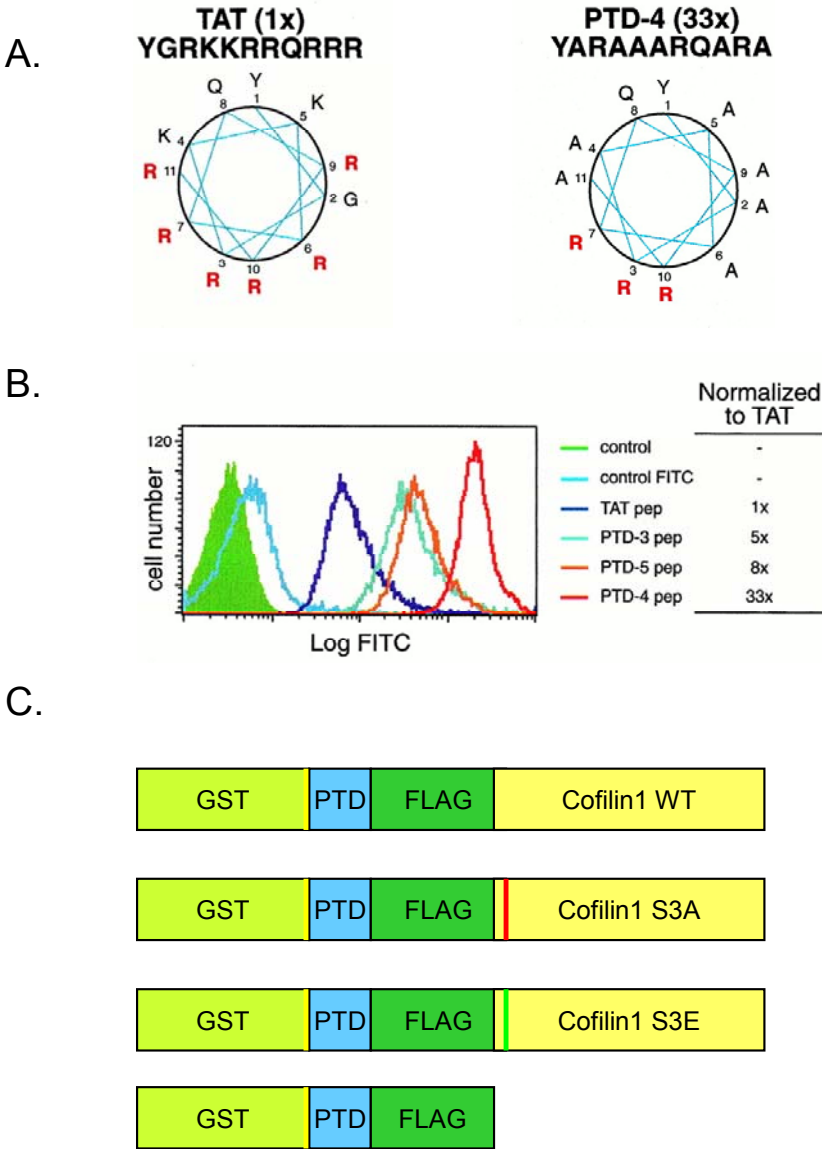 A.
TAT (1x)
YGRKKRRQRRR
Q Y
8 1 K
5
K 4
R 11 9 R
2 G
R 7 6
3 10 R
R R
PTD-4 (33x)
YARAAARQARA
Q Y
8 1 A
5
A 4
A 11 9 A
2 A
R 7 6
3 10 A
R R
B.
Normalized
to TAT
120
cell number
Log FITC
control -
control FITC -
TAT pep 1x
PTD-3 pep 5x
PTD-5 pep 8x
PTD-4 pep 33x
C.
GST PTD FLAG Cofilin1 WT
GST PTD FLAG Cofilin1 S3A
GST PTD FLAG Cofilin1 S3E
GST PTD FLAG